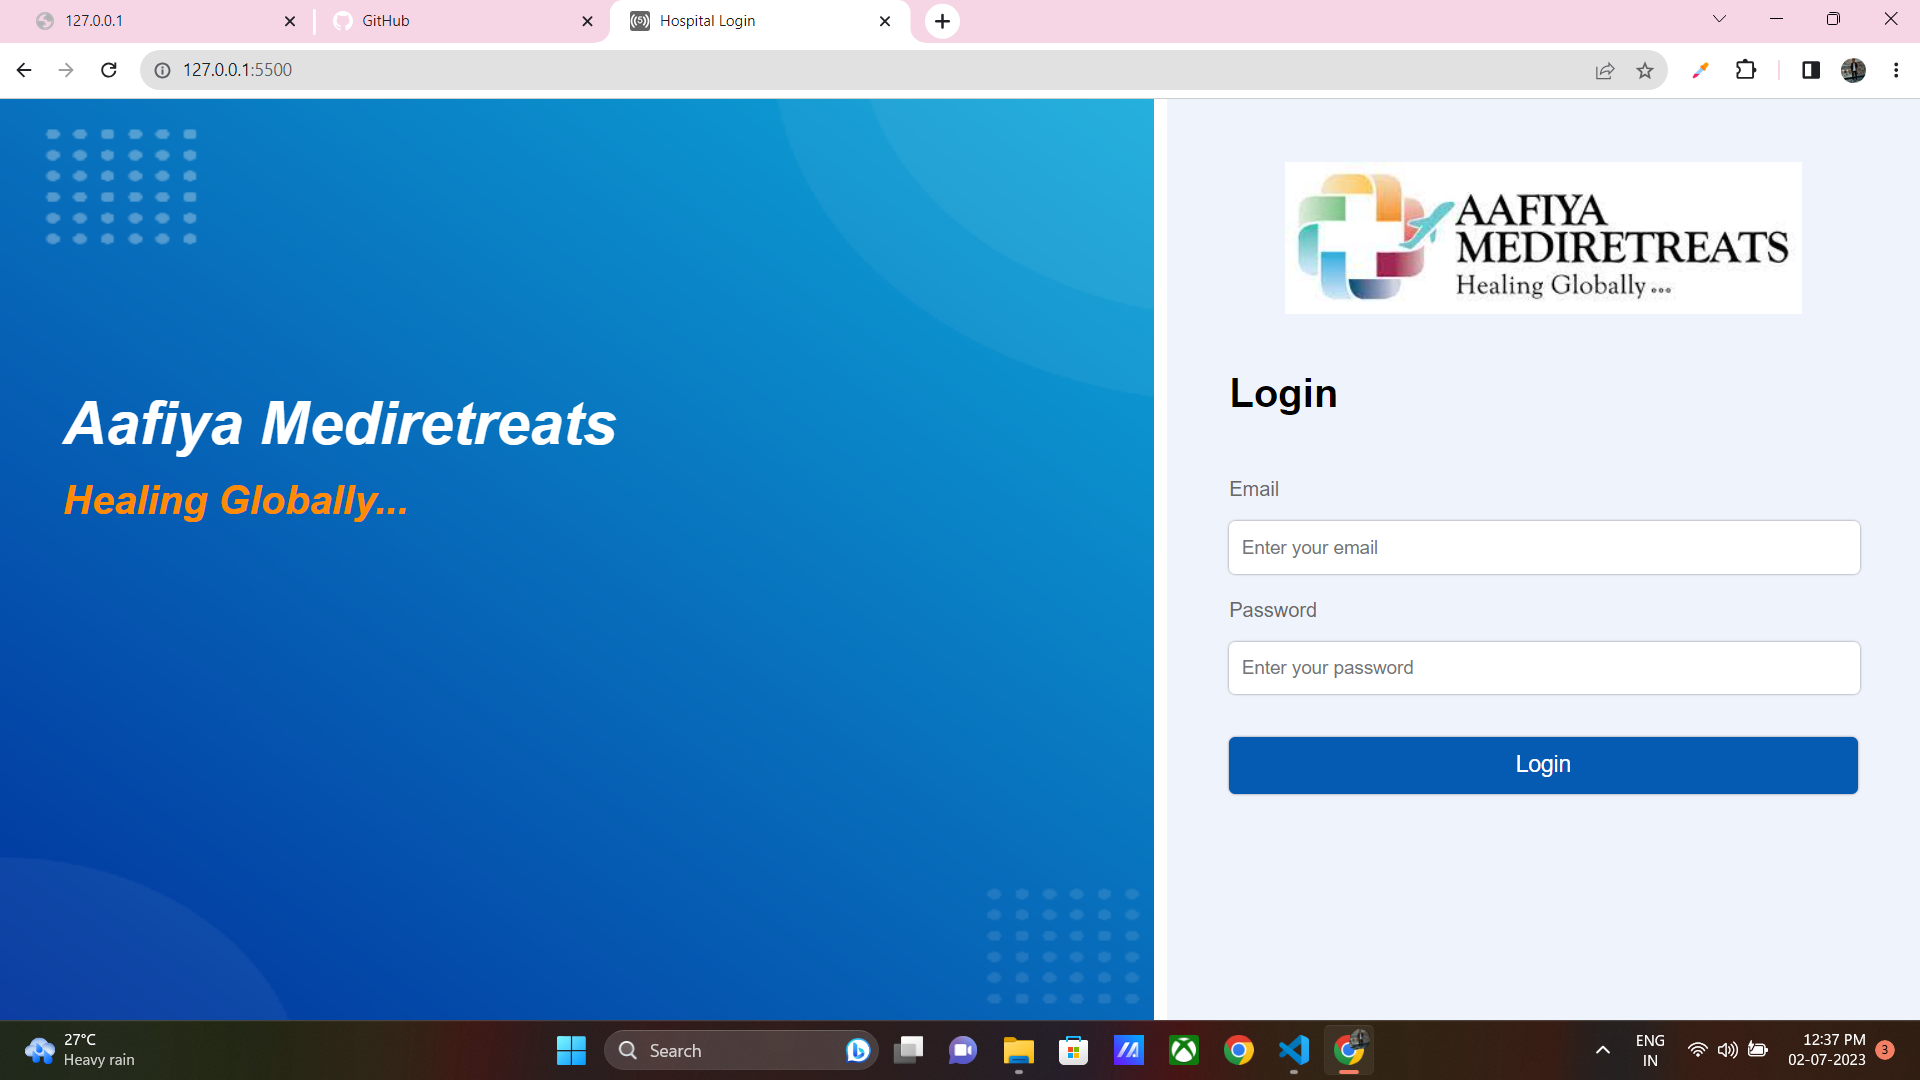 127.0.0.1
GitHub
Hospital Login
127.0.0.1:5500
AAFIYA
MEDIRETREATS
Healing Globally...
Aafiya Mediretreats
Healing Globally...
Login
Email
Enter your email
Password
Enter your password
Login
27°C
Heavy rain
Search
ENG
IN
12:37 PM
02-07-2023
3